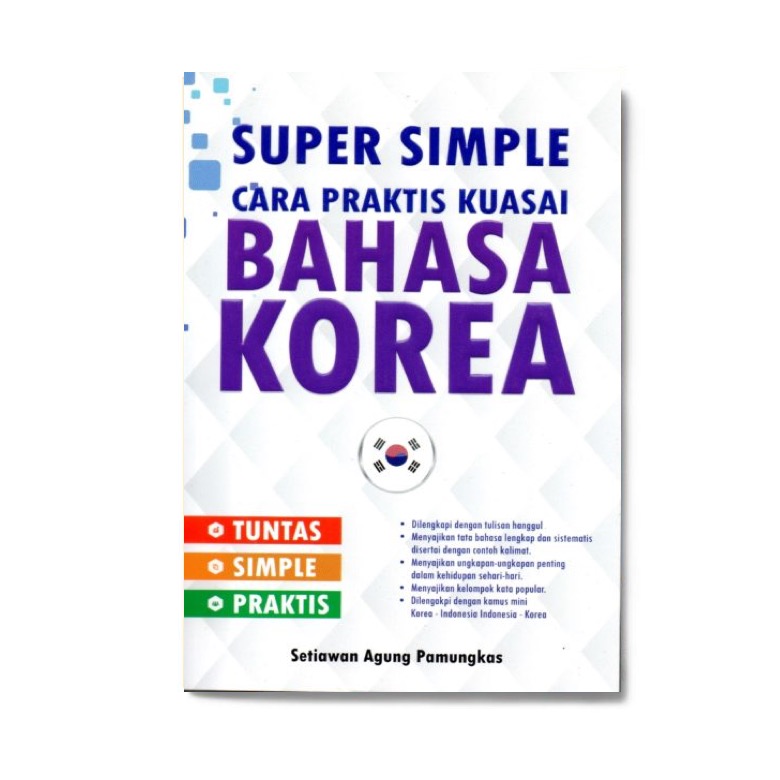 SUPER SIMPLE
CARA PRAKTIS KUASAI
BAHASA
KOREA
TUNTAS
SIMPLE
PRAKTIS
• Dilengkapi dengan tulisan hanggul
• Menyajikan tata bahasa lengkap dan sistematis
disertai dengan contoh kalimat.
• Menyajikan ungkapan-ungkapan penting
dalam kehidupan sehari-hari.
• Menyajikan kelompok kata popular.
• Dilengakpi dengan kamus mini
Korea - Indonesia Indonesia - Korea
Setiawan Agung Pamungkas